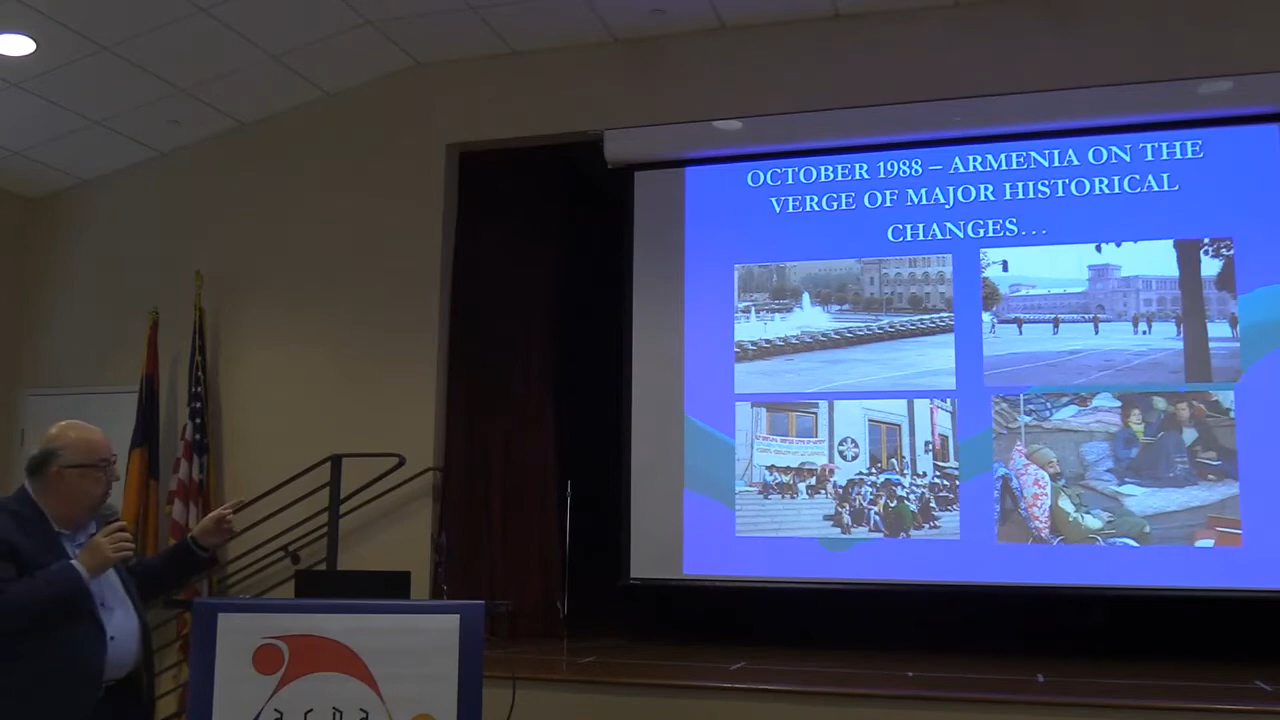 OCTOBER 1988 – ARMENIA ON THE
VERGE OF MAJOR HISTORICAL
CHANGES...